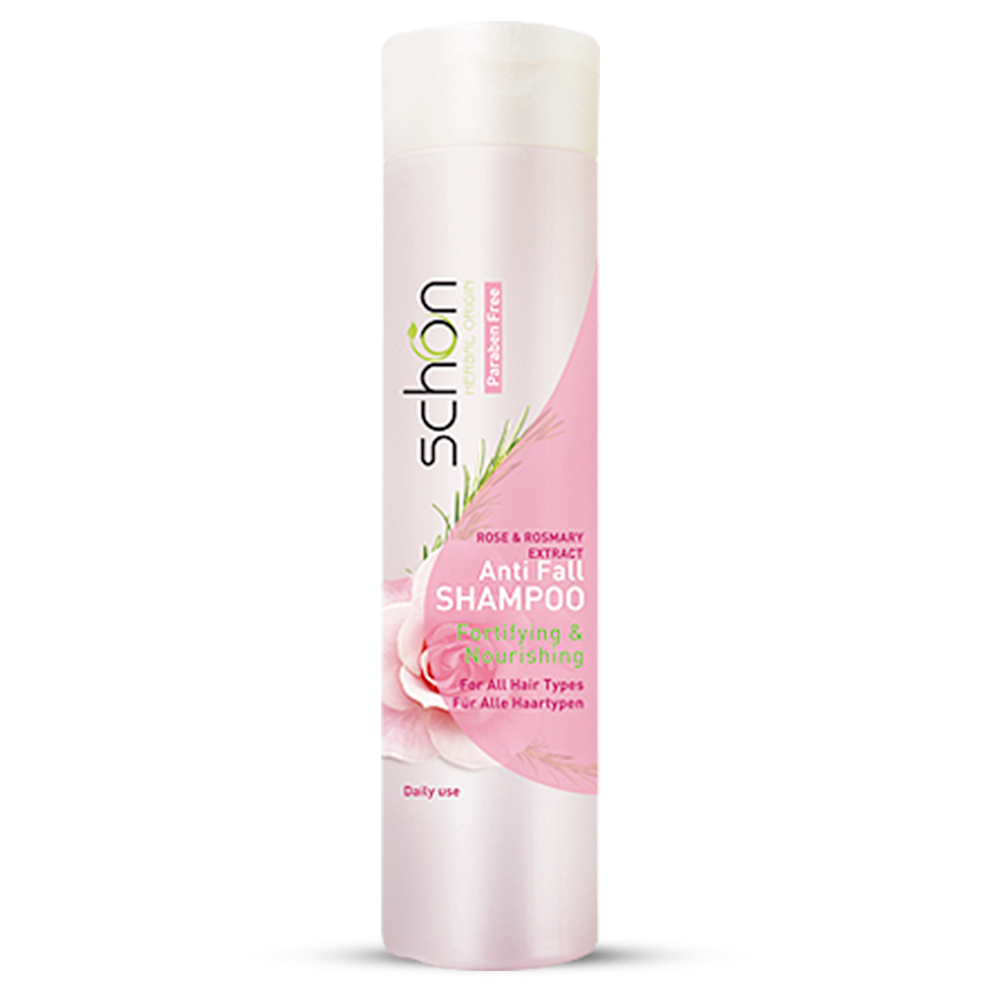 schön
HERBAL ORIGIN
Paraben Free
ROSE & ROSMARY
EXTRACT
Anti Fall
SHAMPOO
Fortifying &
Nourishing
For All Hair Types
Für Alle Haartypen
Daily use